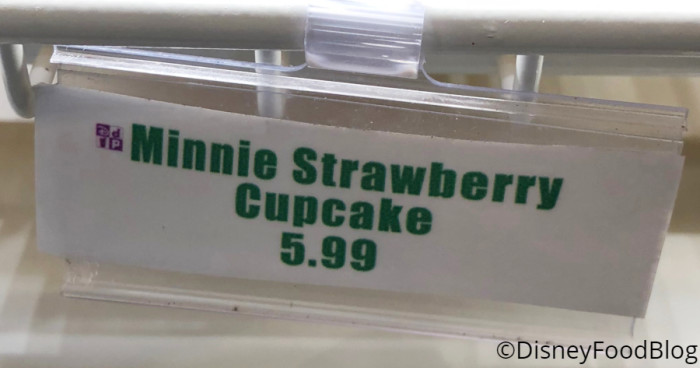 Minnie Strawberry
Cupcake
5.99
©DisneyFoodBlog